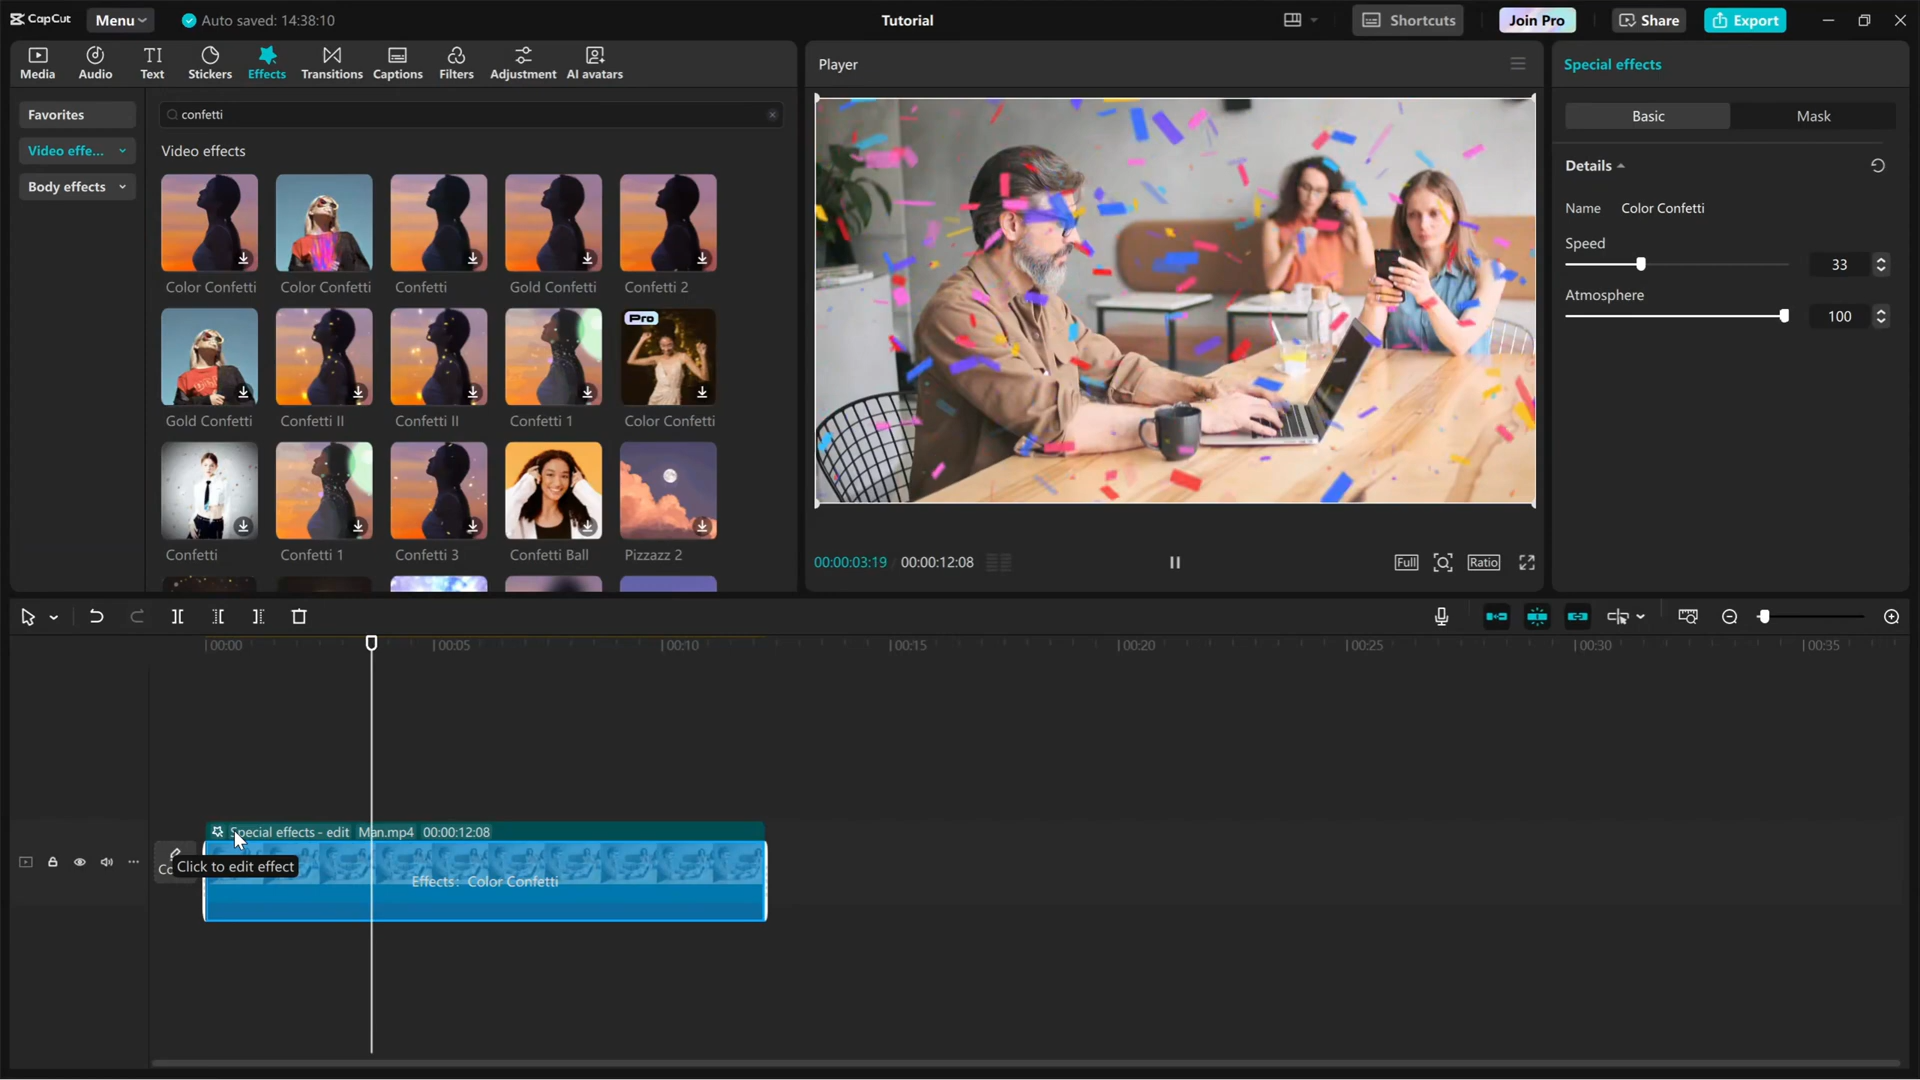 CapCut
Menu
Auto saved: 14:38:10
Tutorial
Shortcuts
Join Pro
Share
Export
Media
Audio
Text
Stickers
Effects
Transitions
Captions
Filters
Adjustment
AI avatars
Favorites
Video effe...
Body effects
confetti
Video effects
Color Confetti
Color Confetti
Confetti
Gold Confetti
Confetti 2
Gold Confetti
Confetti II
Confetti II
Confetti 1
Pro
Color Confetti
Confetti
Confetti 1
Confetti 3
Confetti Ball
Pizzazz 2
Player
00:00:03:19 / 00:00:12:08
Full
Ratio
Special effects
Basic
Mask
Details
Name Color Confetti
Speed
33
Atmosphere
100
00:00
00:05
00:10
00:15
00:20
00:25
00:30
00:35
Special effects - edit Man.mp4 00:00:12:08
Click to edit effect
Effects: Color Confetti